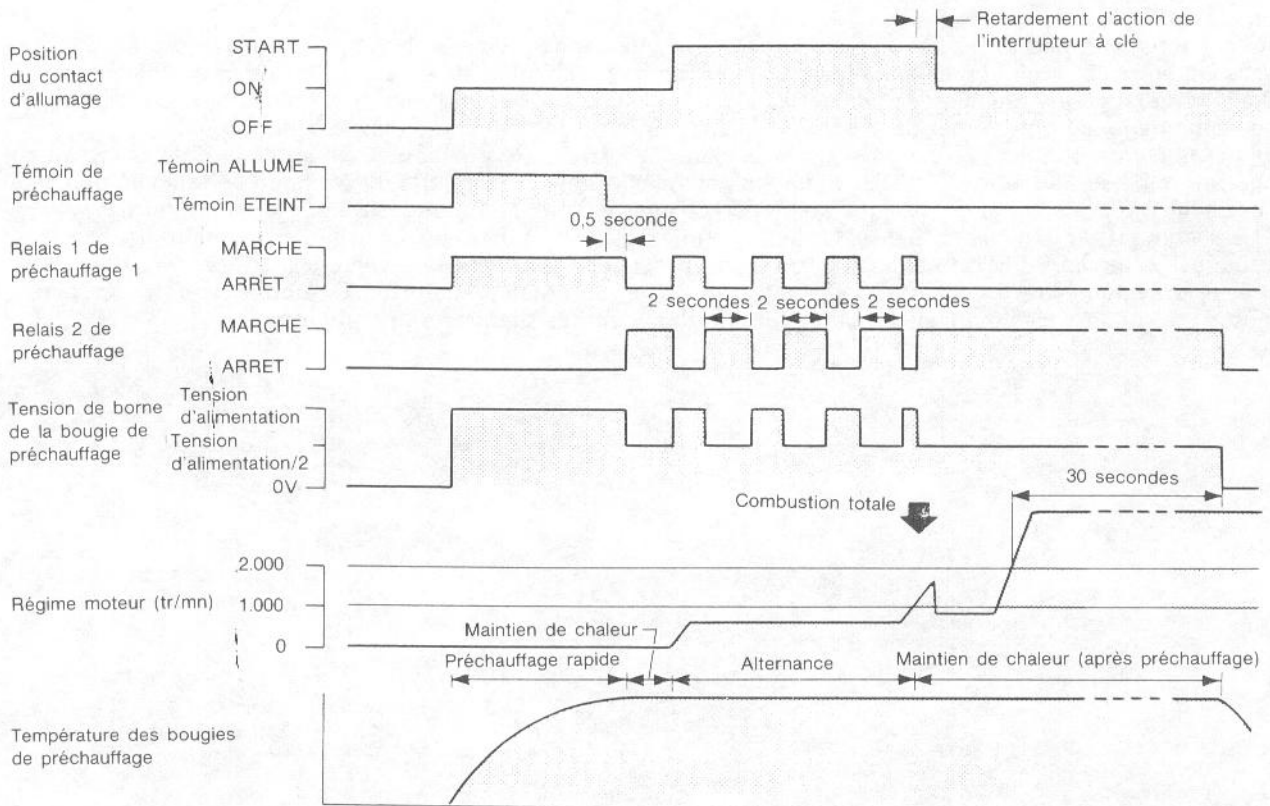 Retardement d'action de
l'interrupteur à clé
Position
du contact
d'allumage
START
ON
OFF
Témoin de
préchauffage
Témoin ALLUME
Témoin ETEINT
0,5 seconde
Relais 1 de
préchauffage 1
MARCHE
ARRET
2 secondes 2 secondes 2 secondes
Relais 2 de
préchauffage
MARCHE
ARRET
Tension de borne
de la bougie de
préchauffage
Tension
d'alimentation
Tension
d'alimentation/2
OV
30 secondes
Combustion totale
Régime moteur (tr/mn)
2.000
1.000
0
Maintien de chaleur
Préchauffage rapide
Alternance
Maintien de chaleur (après préchauffage)
Température des bougies
de préchauffage